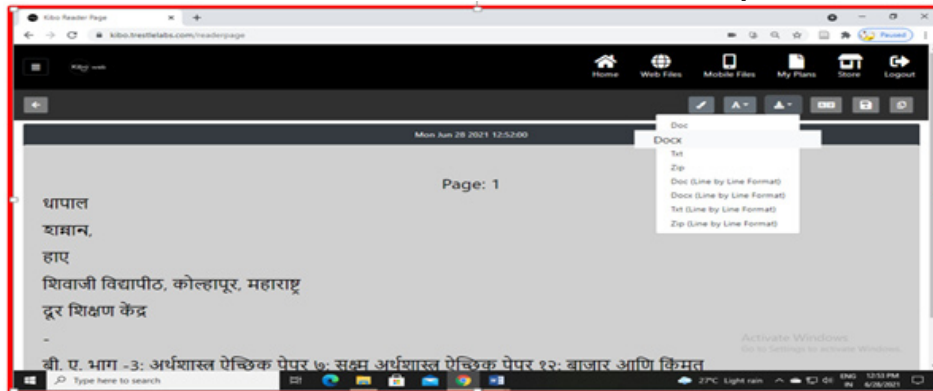 Kibo Reader Page
kibo.trestlelabs.com/readerpage
Paused
Kibo web
Home
Web Files
Mobile Files
My Plans
Store
Logout
Mon Jun 28 2021 12:52:00
Doc
Docx
Txt
Zip
Doc (Line by Line Format)
Docx (Line by Line Format)
Txt (Line by Line Format)
Zip (Line by Line Format)
Page: 1
धापाल
शन्नान,
हाए
शिवाजी विद्यापीठ, कोल्हापूर, महाराष्ट्र
दूर शिक्षण केंद्र
-
बी. ए. भाग -3: अर्थशास्त्र ऐच्छिक पेपर ७: सक्ष्म अर्थशास्त्र ऐच्छिक पेपर १२: बाजार आणि किंमत
Activate Windows
Go to Settings to activate Windows.
Type here to search
27°C Light rain
ENG
IN
12:53 PM
6/28/2021